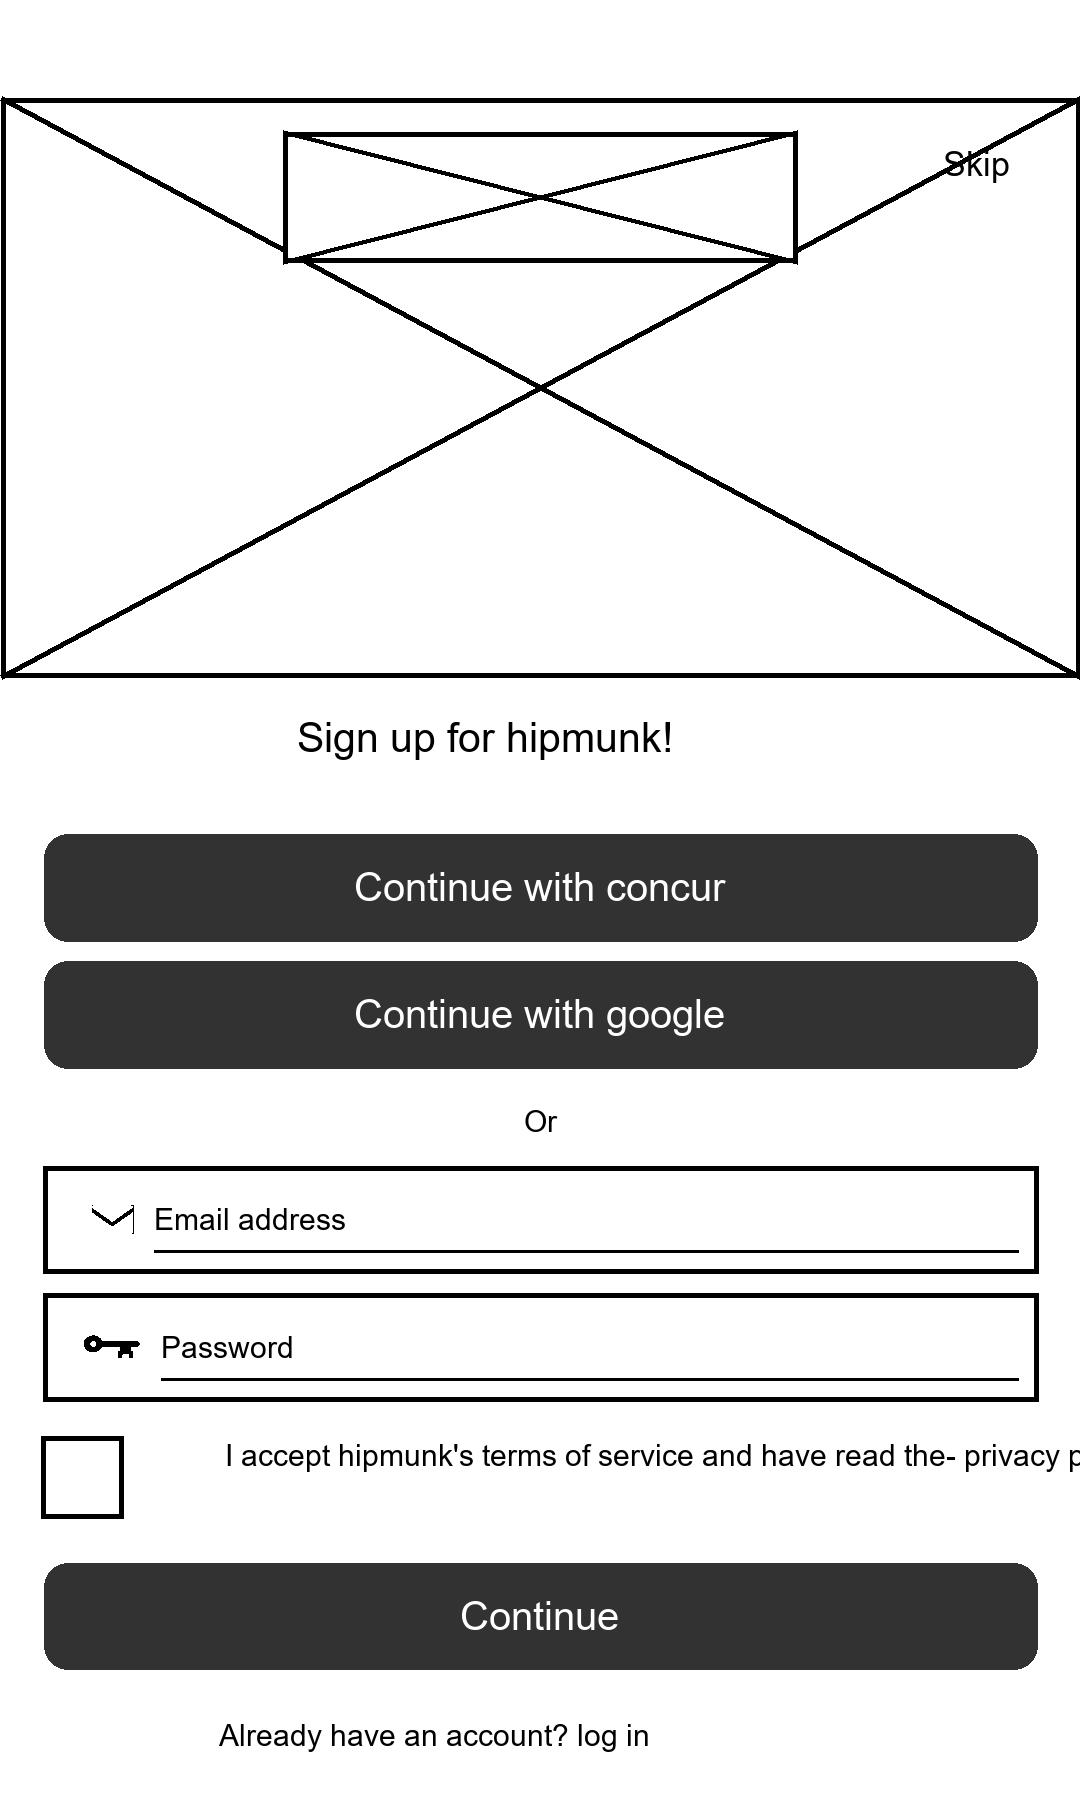 Skip
Sign up for hipmunk!
Continue with concur
Continue with google
Or
Email address
Password
I accept hipmunk's terms of service and have read the- privacy
Continue
Already have an account? log in